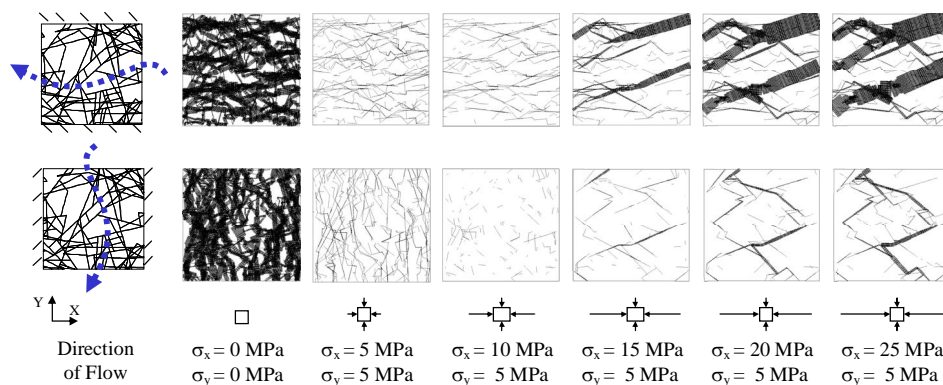 Y
X
Direction
of Flow
σx = 0 MPa
σy = 0 MPa
σx = 5 MPa
σy = 5 MPa
σx = 10 MPa
σy = 5 MPa
σx = 15 MPa
σy = 5 MPa
σx = 20 MPa
σy = 5 MPa
σx = 25 MPa
σy = 5 MPa